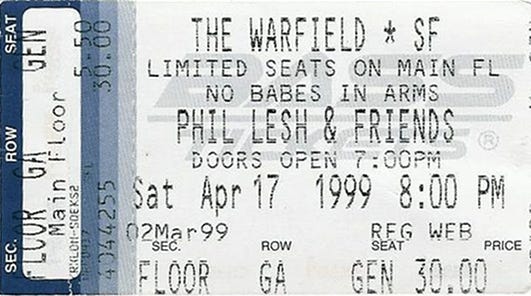 THE WARFIELD * SF
LIMITED SEATS ON MAIN FL
NO BABES IN ARMS
PHIL LESH & FRIENDS
DOORS OPEN 7:00PM
Sat Apr 17 1999 8:00 PM
02Mar99 REG WEB
SEC. ROW SEAT PRICE
FLOOR GA GEN 30.00
SEC. ROW SEAT
FLOOR GA GEN
Main Floor 5.50
30.00
4044255
BASS
TICKETS
®